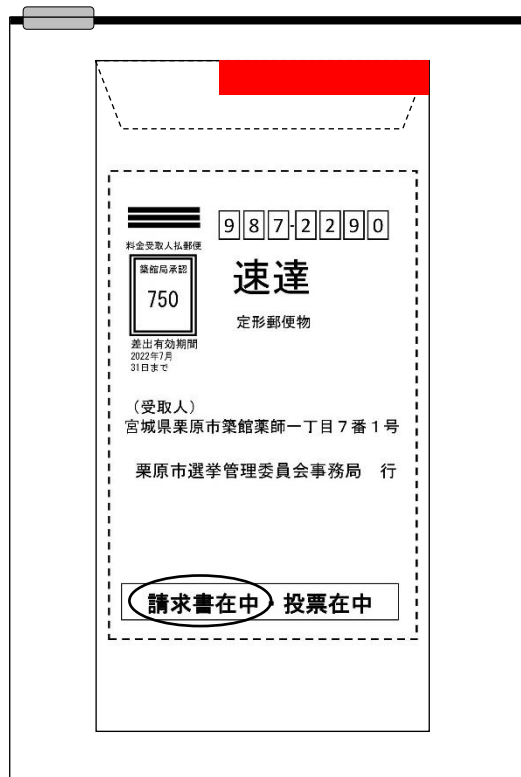 987-2290
料金受取人払郵便
築館局承認
750
速達
定形郵便物
差出有効期間
2022年7月
31日まで
（受取人）
宮城県栗原市築館薬師一丁目７番１号
栗原市選挙管理委員会事務局　行
請求書在中・投票在中